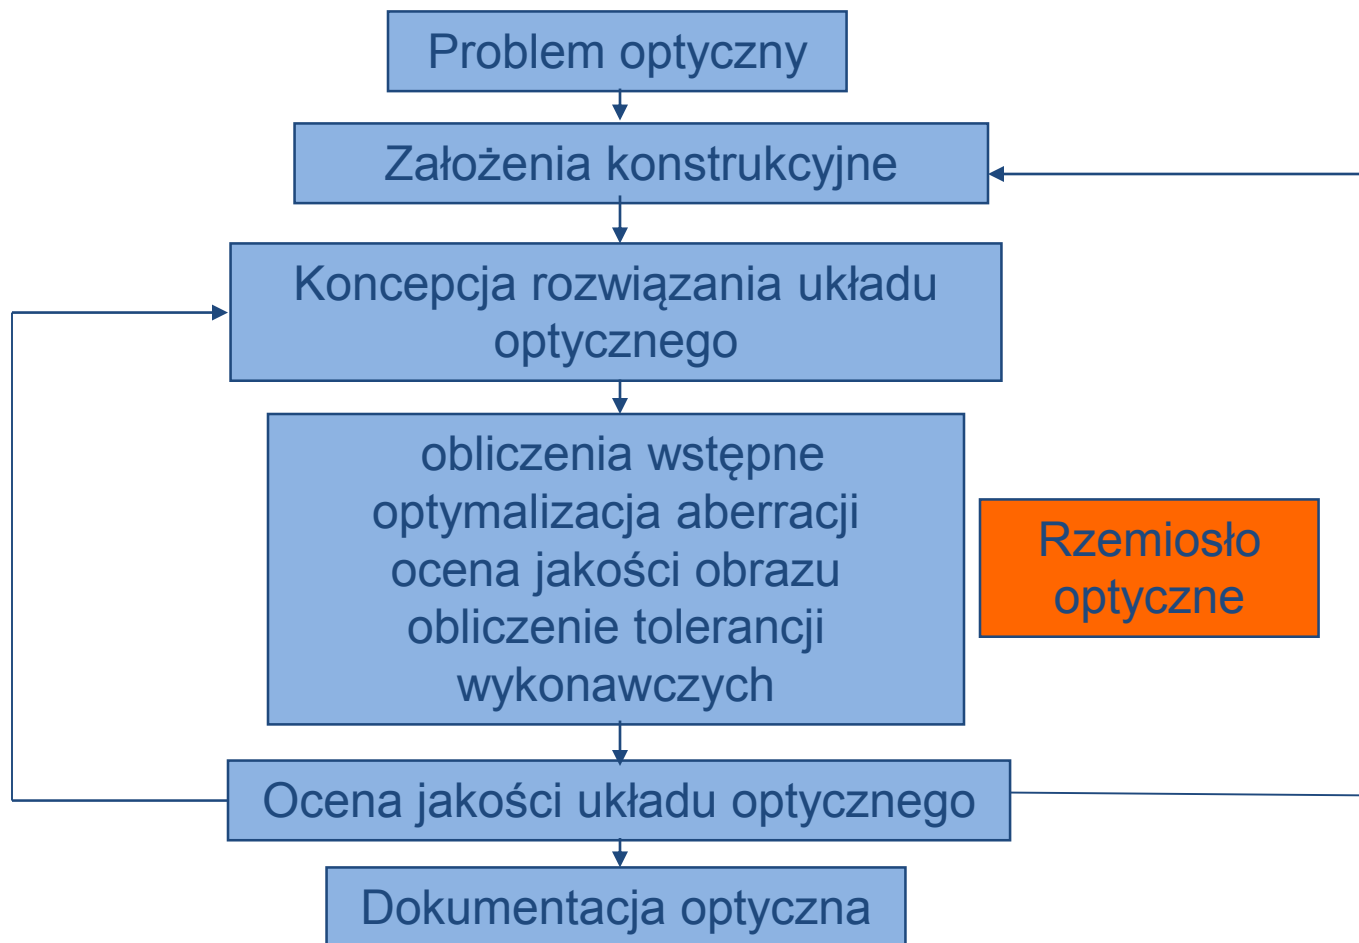 Problem optyczny
Założenia konstrukcyjne
Koncepcja rozwiązania układu
optycznego
obliczenia wstępne
optymalizacja aberracji
ocena jakości obrazu
obliczenie tolerancji
wykonawczych
Rzemiosło
optyczne
Ocena jakości układu optycznego
Dokumentacja optyczna